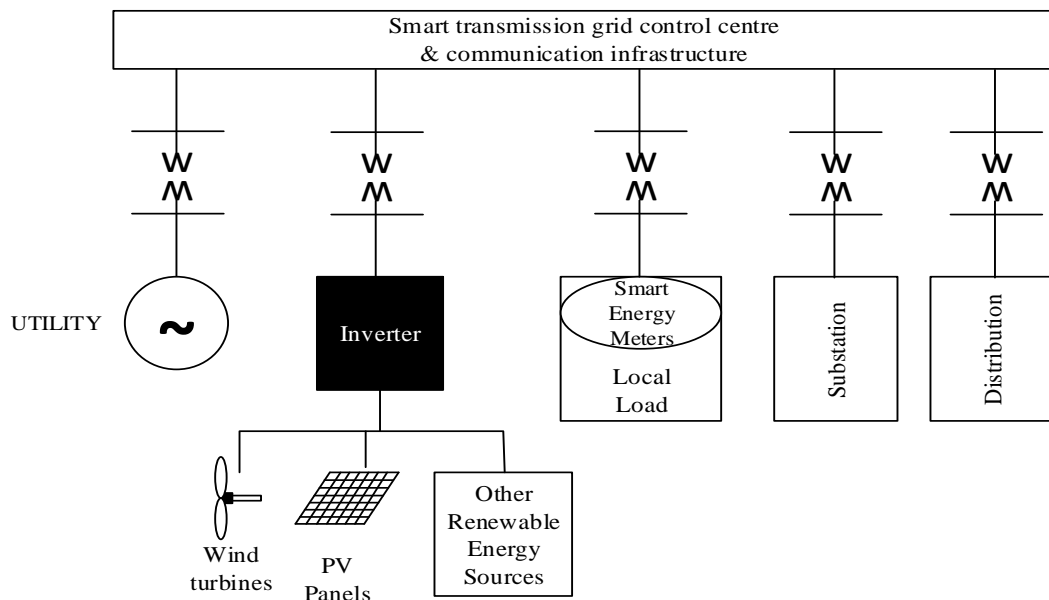 Smart transmission grid control centre
& communication infrastructure
UTILITY
~
Inverter
Smart
Energy
Meters
Local
Load
Substation
Distribution
Wind
turbines
PV
Panels
Other
Renewable
Energy
Sources